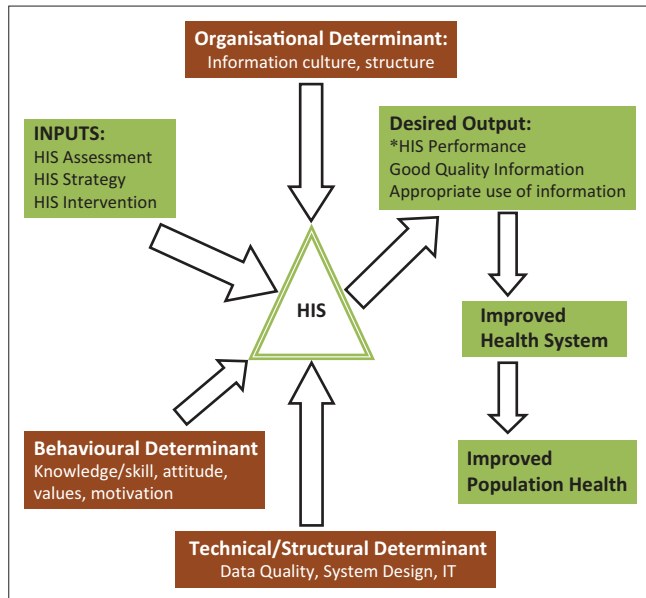 Organisational Determinant:
Information culture, structure
INPUTS:
HIS Assessment
HIS Strategy
HIS Intervention
Desired Output:
*HIS Performance
Good Quality Information
Appropriate use of information
HIS
Improved
Health System
Behavioural Determinant
Knowledge/skill, attitude,
values, motivation
Improved
Population Health
Technical/Structural Determinant
Data Quality, System Design, IT